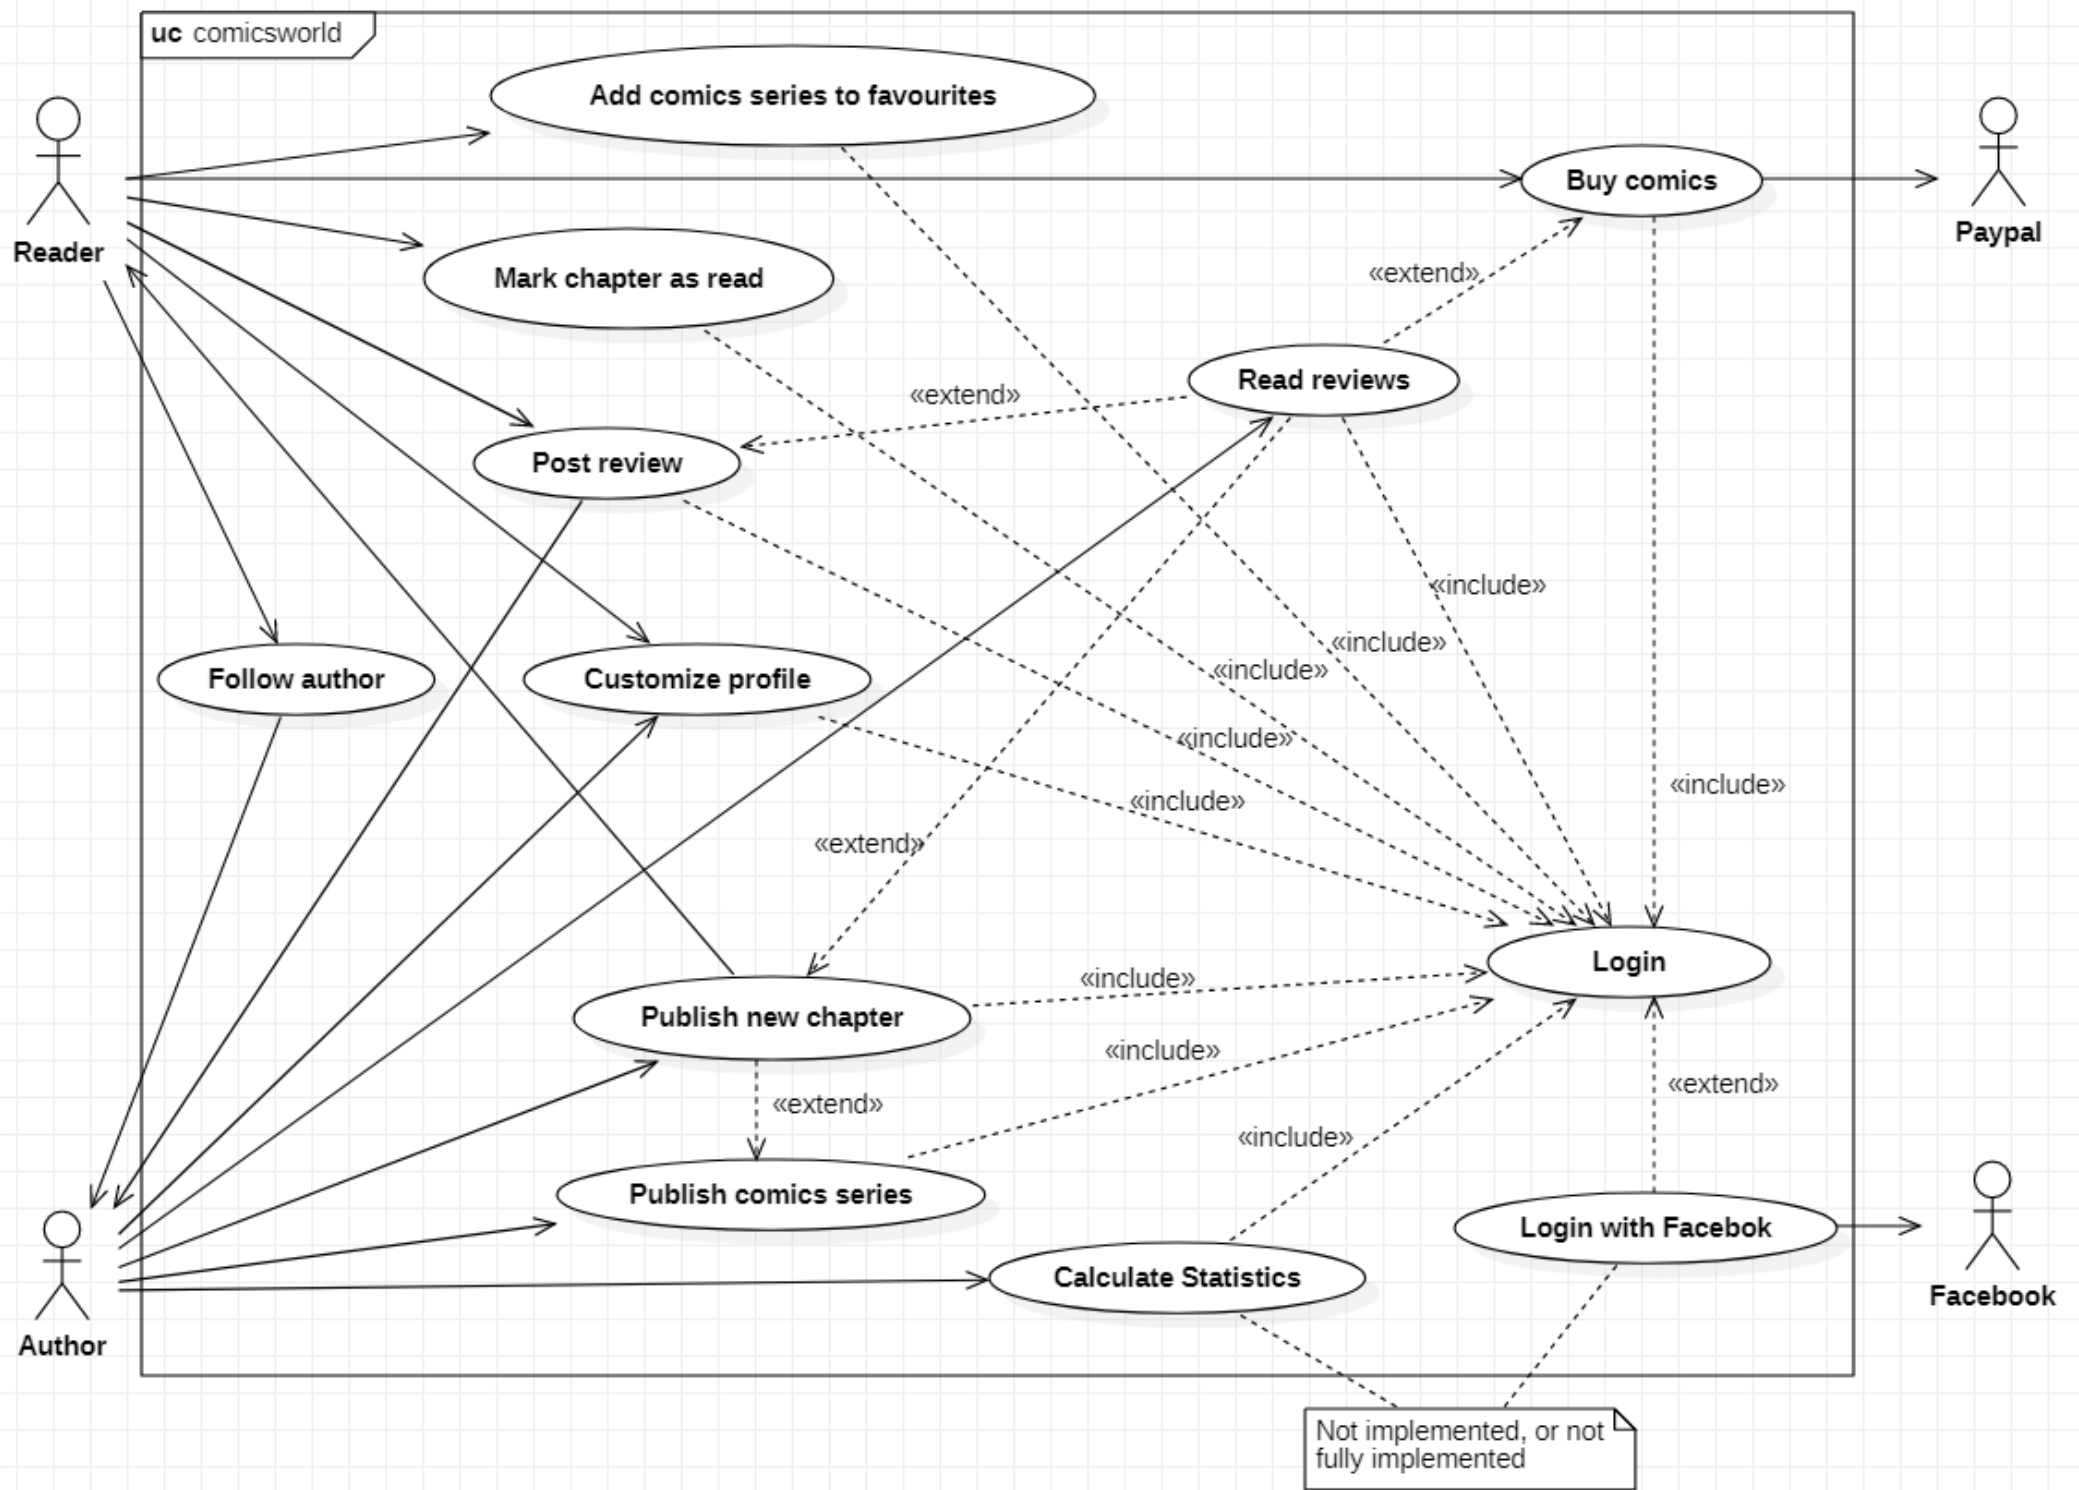 uc comicsworld
Add comics series to favourites
Buy comics
Paypal
Reader
«extend»
Mark chapter as read
Read reviews
«extend»
Post review
«include»
«include»
«include»
Follow author
Customize profile
«include»
«include»
«include»
«extend»
Login
«include»
Publish new chapter
«include»
«extend»
«extend»
«include»
Publish comics series
Login with Facebok
Calculate Statistics
Facebook
Author
Not implemented, or not
fully implemented